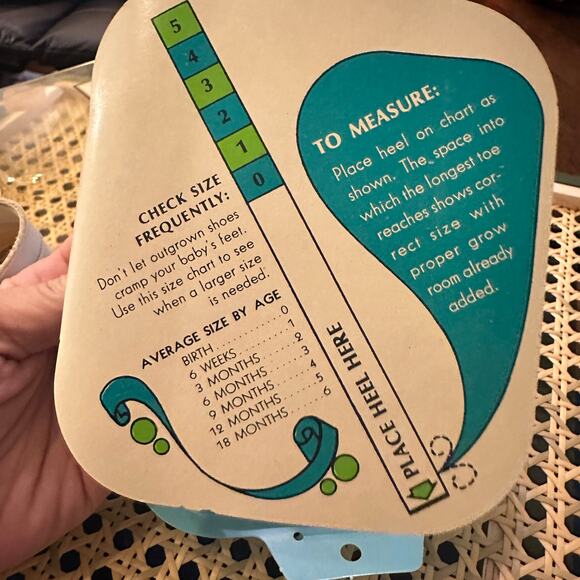 5
4
3
2
1
0
CHECK SIZE
FREQUENTLY:
Don't let outgrown shoes
cramp your baby's feet.
Use this size chart to see
when a larger size
is needed.
AVERAGE SIZE BY AGE
BIRTH.............. 0
6 WEEKS......... 1
3 MONTHS....... 2
6 MONTHS....... 3
9 MONTHS....... 4
12 MONTHS...... 5
18 MONTHS...... 6
PLACE HEEL HERE
TO MEASURE:
Place heel on chart as
shown. The space into
which the longest toe
reaches shows cor-
rect size with
proper grow
room already
added.